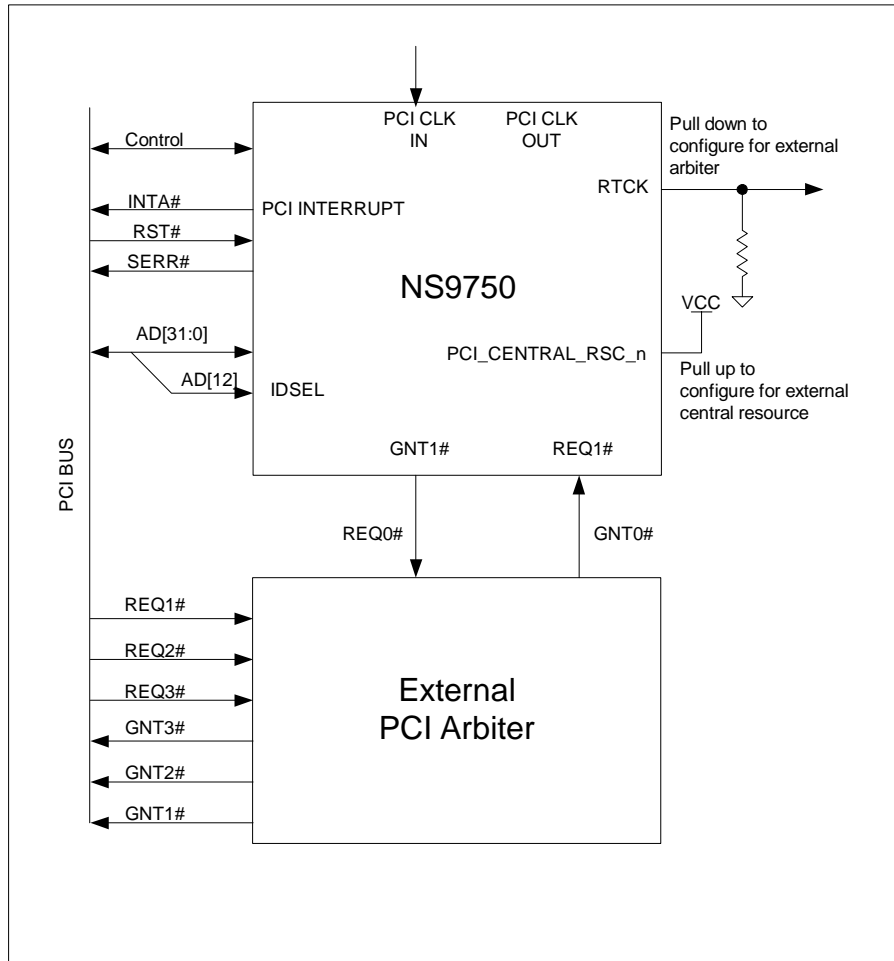 PCI CLK
IN
PCI CLK
OUT
Pull down to
configure for external
arbiter
Control
RTCK
INTA#
PCI INTERRUPT
RST#
SERR#
NS9750
VCC
AD[31:0]
PCI_CENTRAL_RSC_n
AD[12]
IDSEL
Pull up to
configure for external
central resource
GNT1#
REQ1#
PCI BUS
REQ0#
GNT0#
REQ1#
REQ2#
REQ3#
GNT3#
GNT2#
GNT1#
External
PCI Arbiter